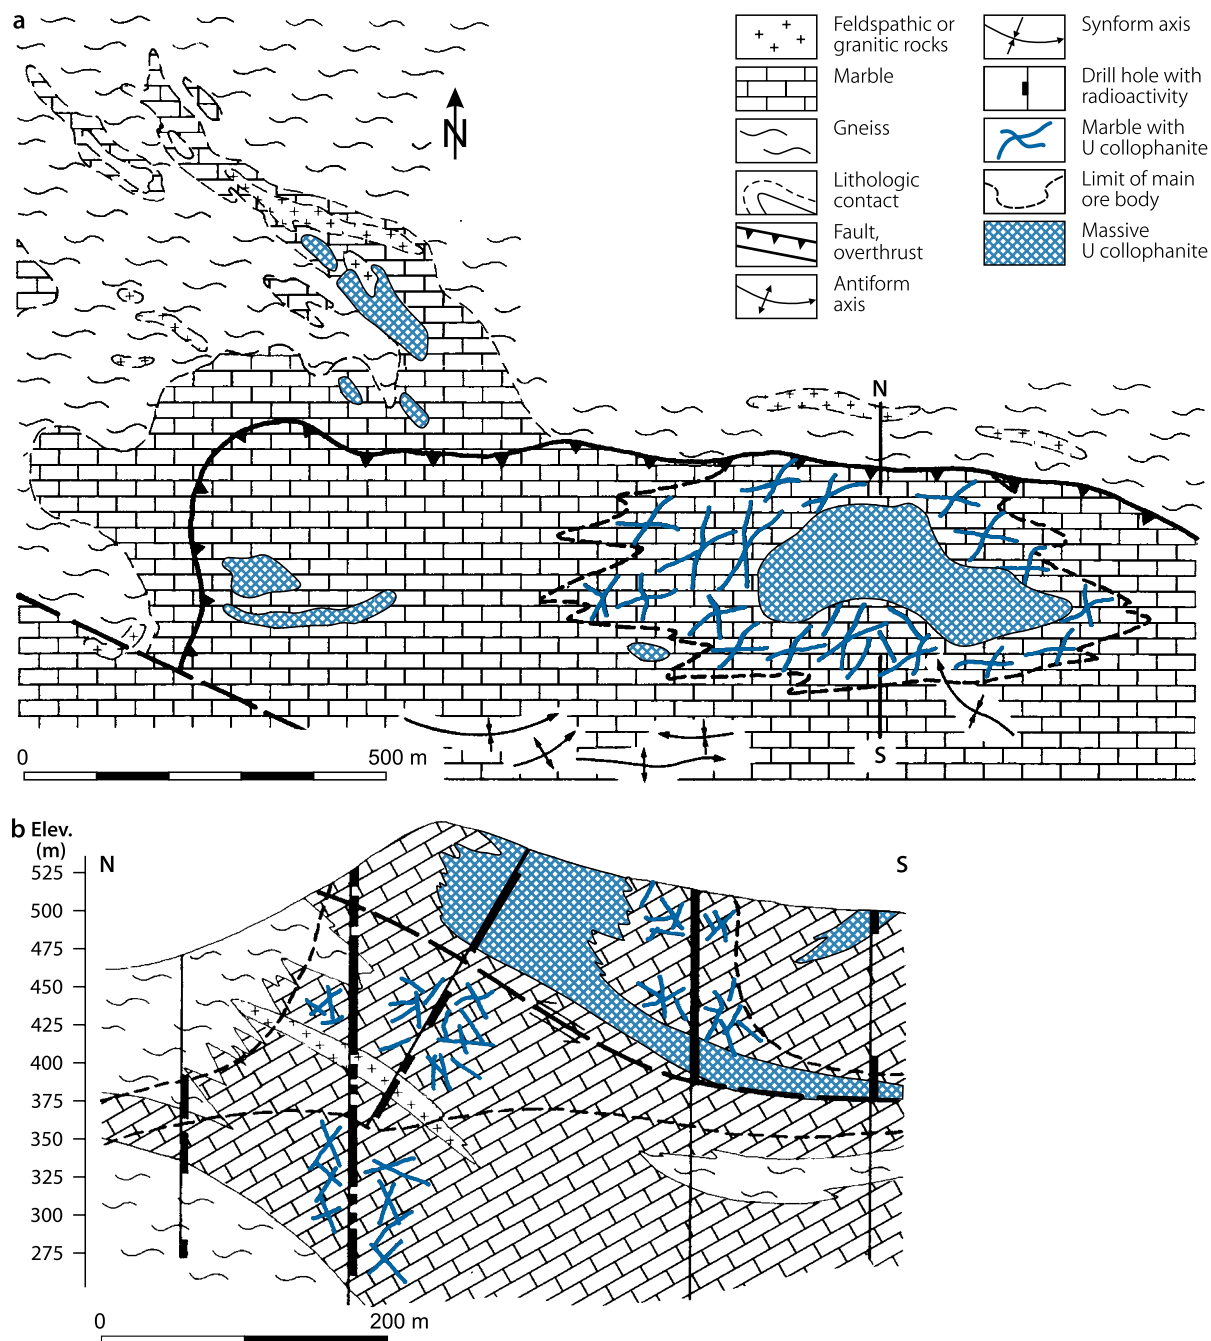 a
Feldspathic or
granitic rocks
Marble
Gneiss
Lithologic
contact
Fault,
overthrust
Antiform
axis
Synform axis
Drill hole with
radioactivity
Marble with
U collophanite
Limit of main
ore body
Massive
U collophanite
N
N
S
0 500 m
b Elev.
(m)
N S
525
500
475
450
425
400
375
350
325
300
275
0 200 m